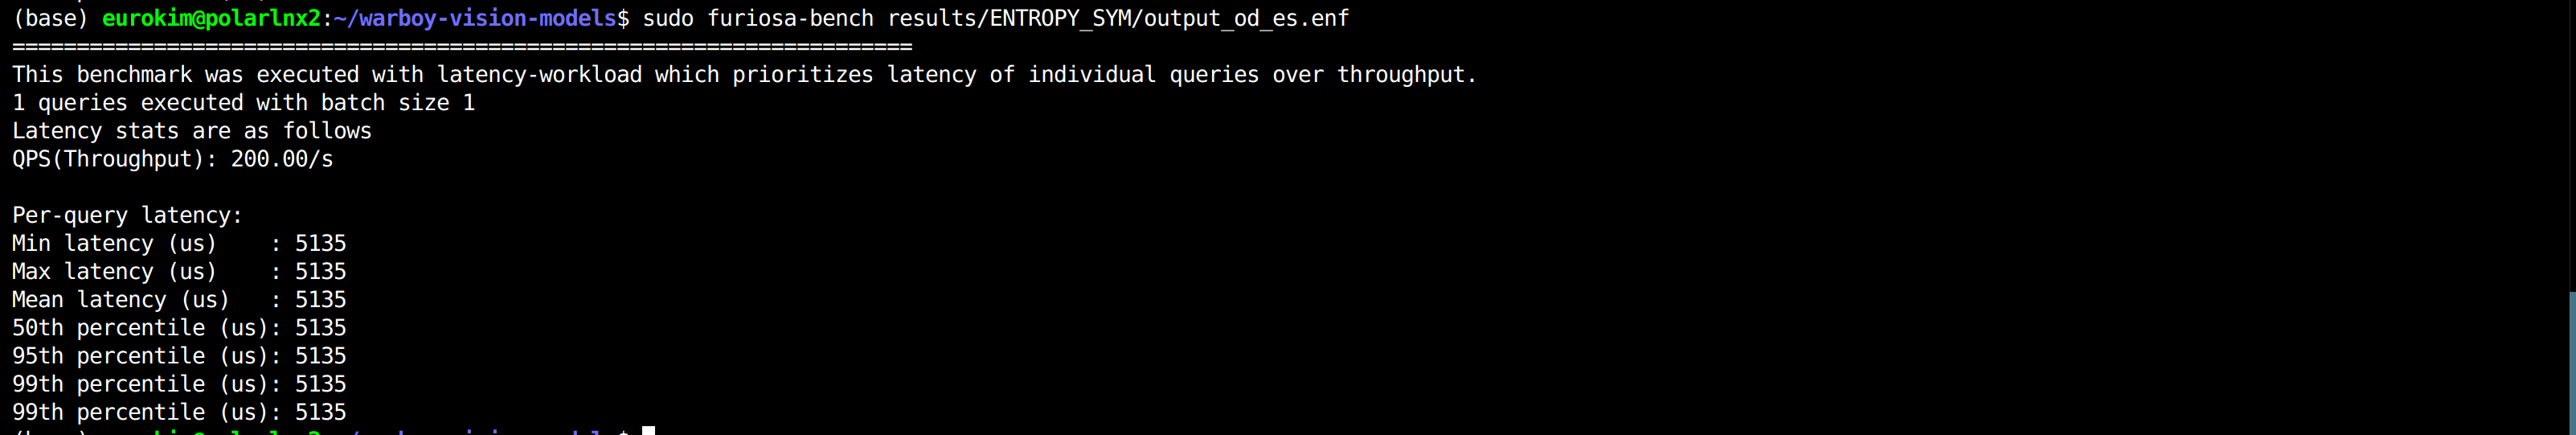 (base) eurokim@polarlnx2:~/warboy-vision-models$ sudo furiosa-bench results/ENTROPY_SYM/output_od_es.enf
======================================================================
This benchmark was executed with latency-workload which prioritizes latency of individual queries over throughput.
1 queries executed with batch size 1
Latency stats are as follows
QPS(Throughput): 200.00/s
Per-query latency:
Min latency (us)    : 5135
Max latency (us)    : 5135
Mean latency (us)   : 5135
50th percentile (us): 5135
95th percentile (us): 5135
99th percentile (us): 5135
99th percentile (us): 5135